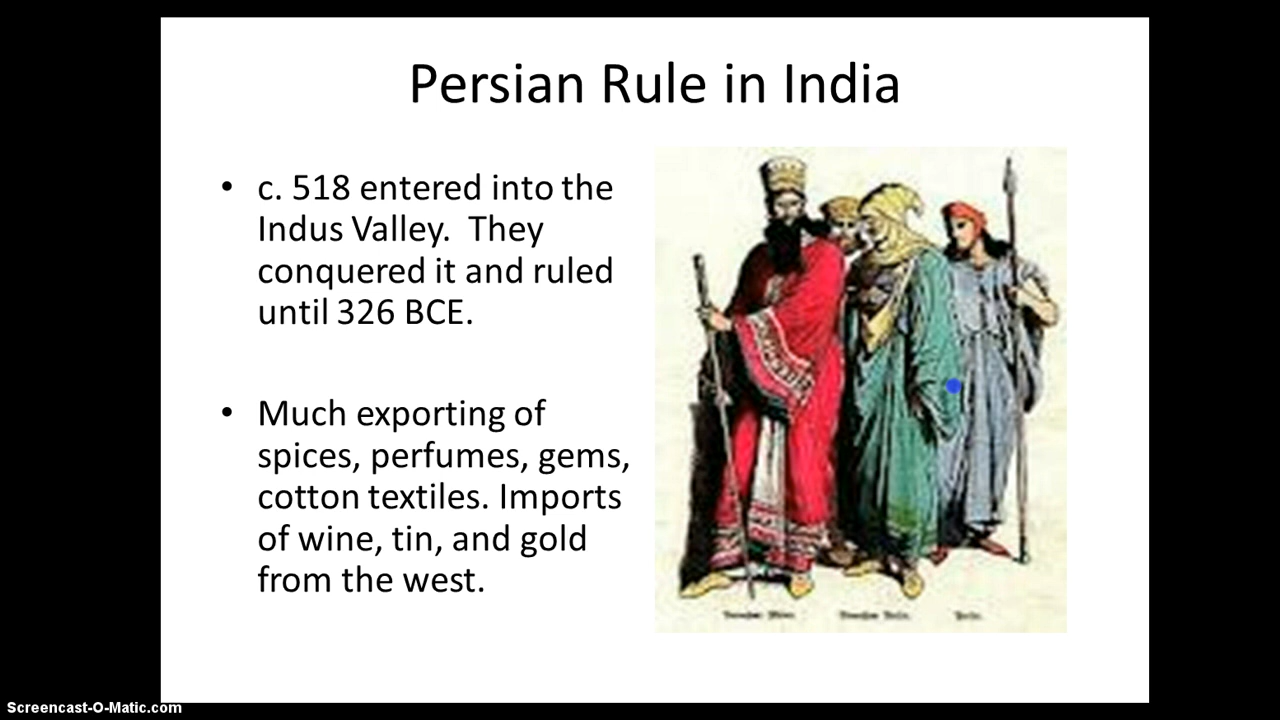 Persian Rule in India
• c. 518 entered into the
Indus Valley.  They
conquered it and ruled
until 326 BCE.
• Much exporting of
spices, perfumes, gems,
cotton textiles. Imports
of wine, tin, and gold
from the west.
Screencast-O-Matic.com